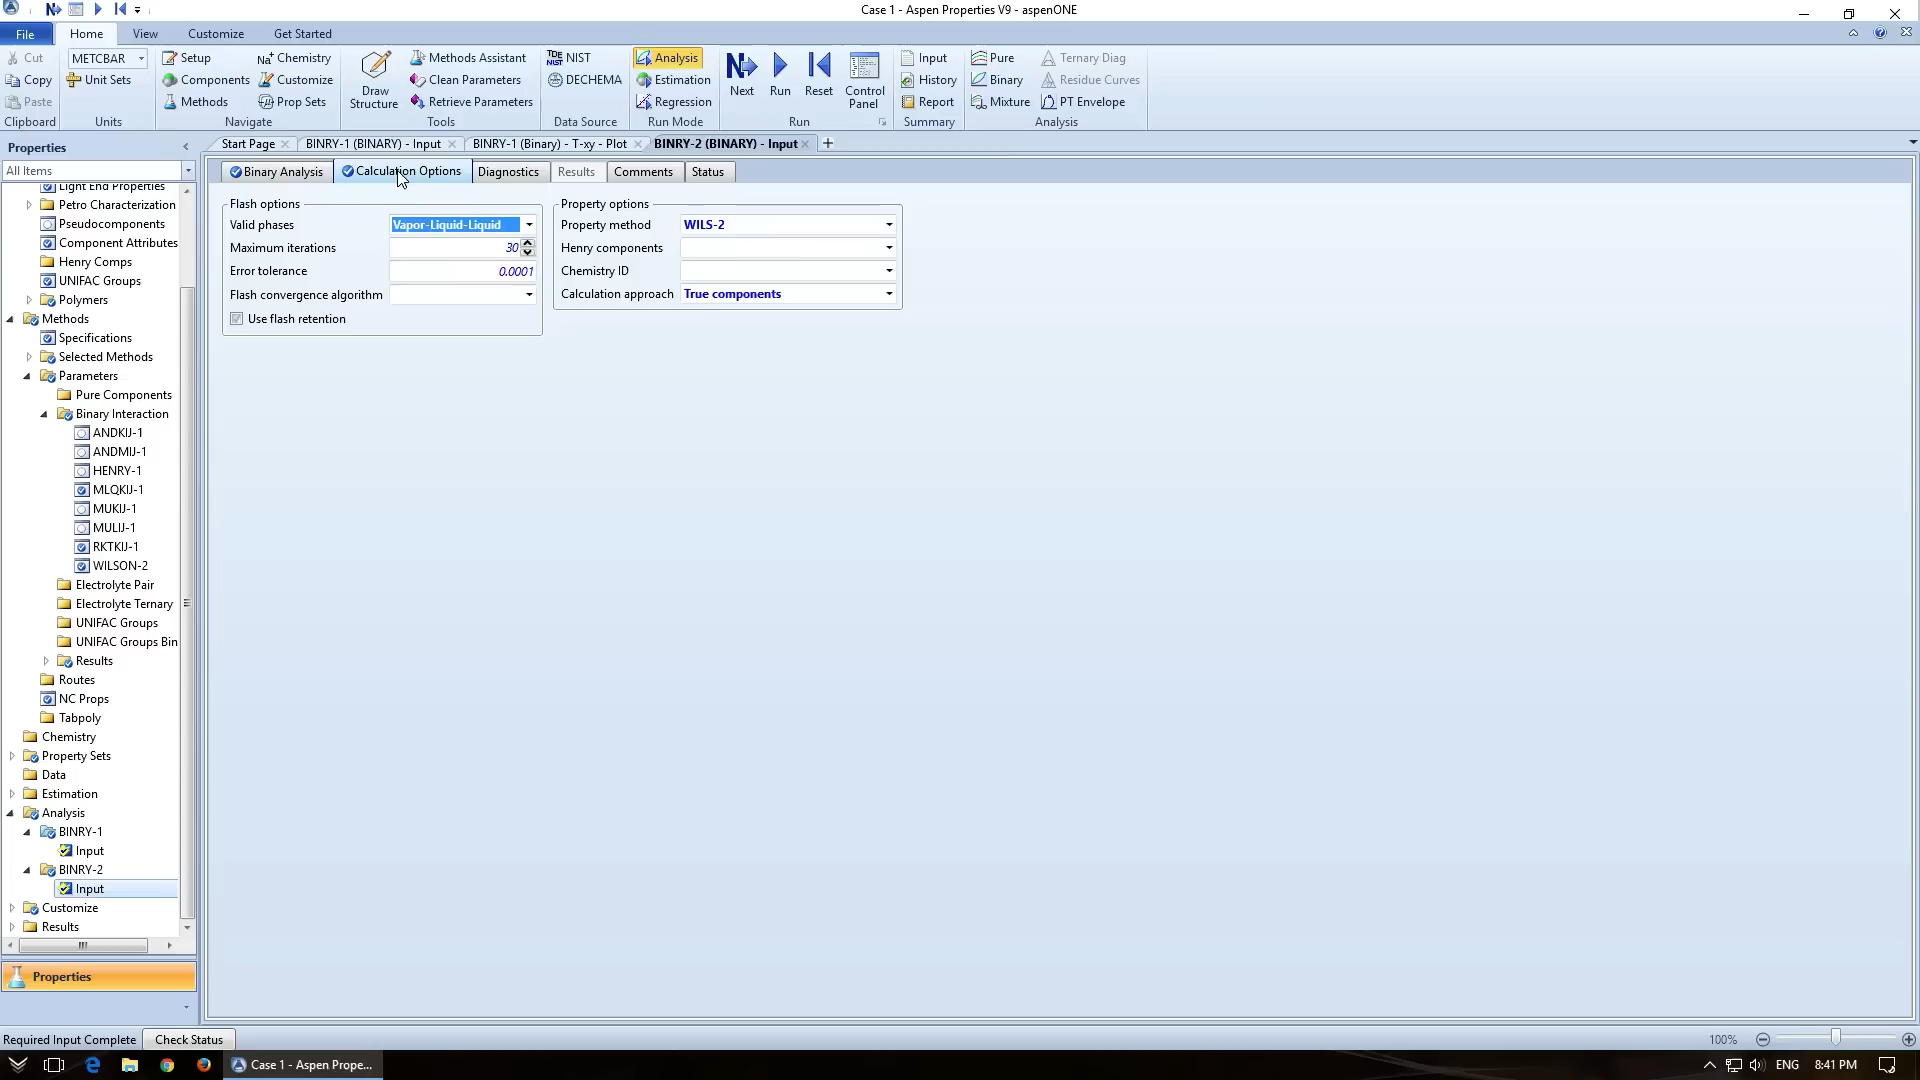 Case 1 - Aspen Properties V9 - aspenONE
File Home View Customize Get Started
Cut METCBAR Setup Chemistry Methods Assistant NIST Analysis Input Pure Ternary Diag
Copy Unit Sets Components Customize Clean Parameters DECHEMA Estimation History Binary Residue Curves
Paste Methods Prop Sets Draw Structure Retrieve Parameters Regression Next Run Reset Control Panel Report Mixture PT Envelope
Clipboard Units Navigate Tools Data Source Run Mode Run Summary Analysis
Properties
Start Page BINRY-1 (BINARY) - Input BINRY-1 (Binary) - T-xy - Plot BINRY-2 (BINARY) - Input
All Items
Light End Properties
Petro Characterization
Pseudocomponents
Component Attributes
Henry Comps
UNIFAC Groups
Polymers
Methods
Specifications
Selected Methods
Parameters
Pure Components
Binary Interaction
ANDKIJ-1
ANDMIJ-1
HENRY-1
MLQKIJ-1
MUKIJ-1
MULIJ-1
RKTKIJ-1
WILSON-2
Electrolyte Pair
Electrolyte Ternary
UNIFAC Groups
UNIFAC Groups Bin
Results
Routes
NC Props
Tabpoly
Chemistry
Property Sets
Data
Estimation
Analysis
BINRY-1
Input
BINRY-2
Input
Customize
Results
Properties
Binary Analysis Calculation Options Diagnostics Results Comments Status
Flash options
Valid phases Vapor-Liquid-Liquid
Maximum iterations 30
Error tolerance 0.0001
Flash convergence algorithm
Use flash retention
Property options
Property method WILS-2
Henry components
Chemistry ID
Calculation approach True components
Required Input Complete Check Status 100%
Case 1 - Aspen Prope... ENG 8:41 PM